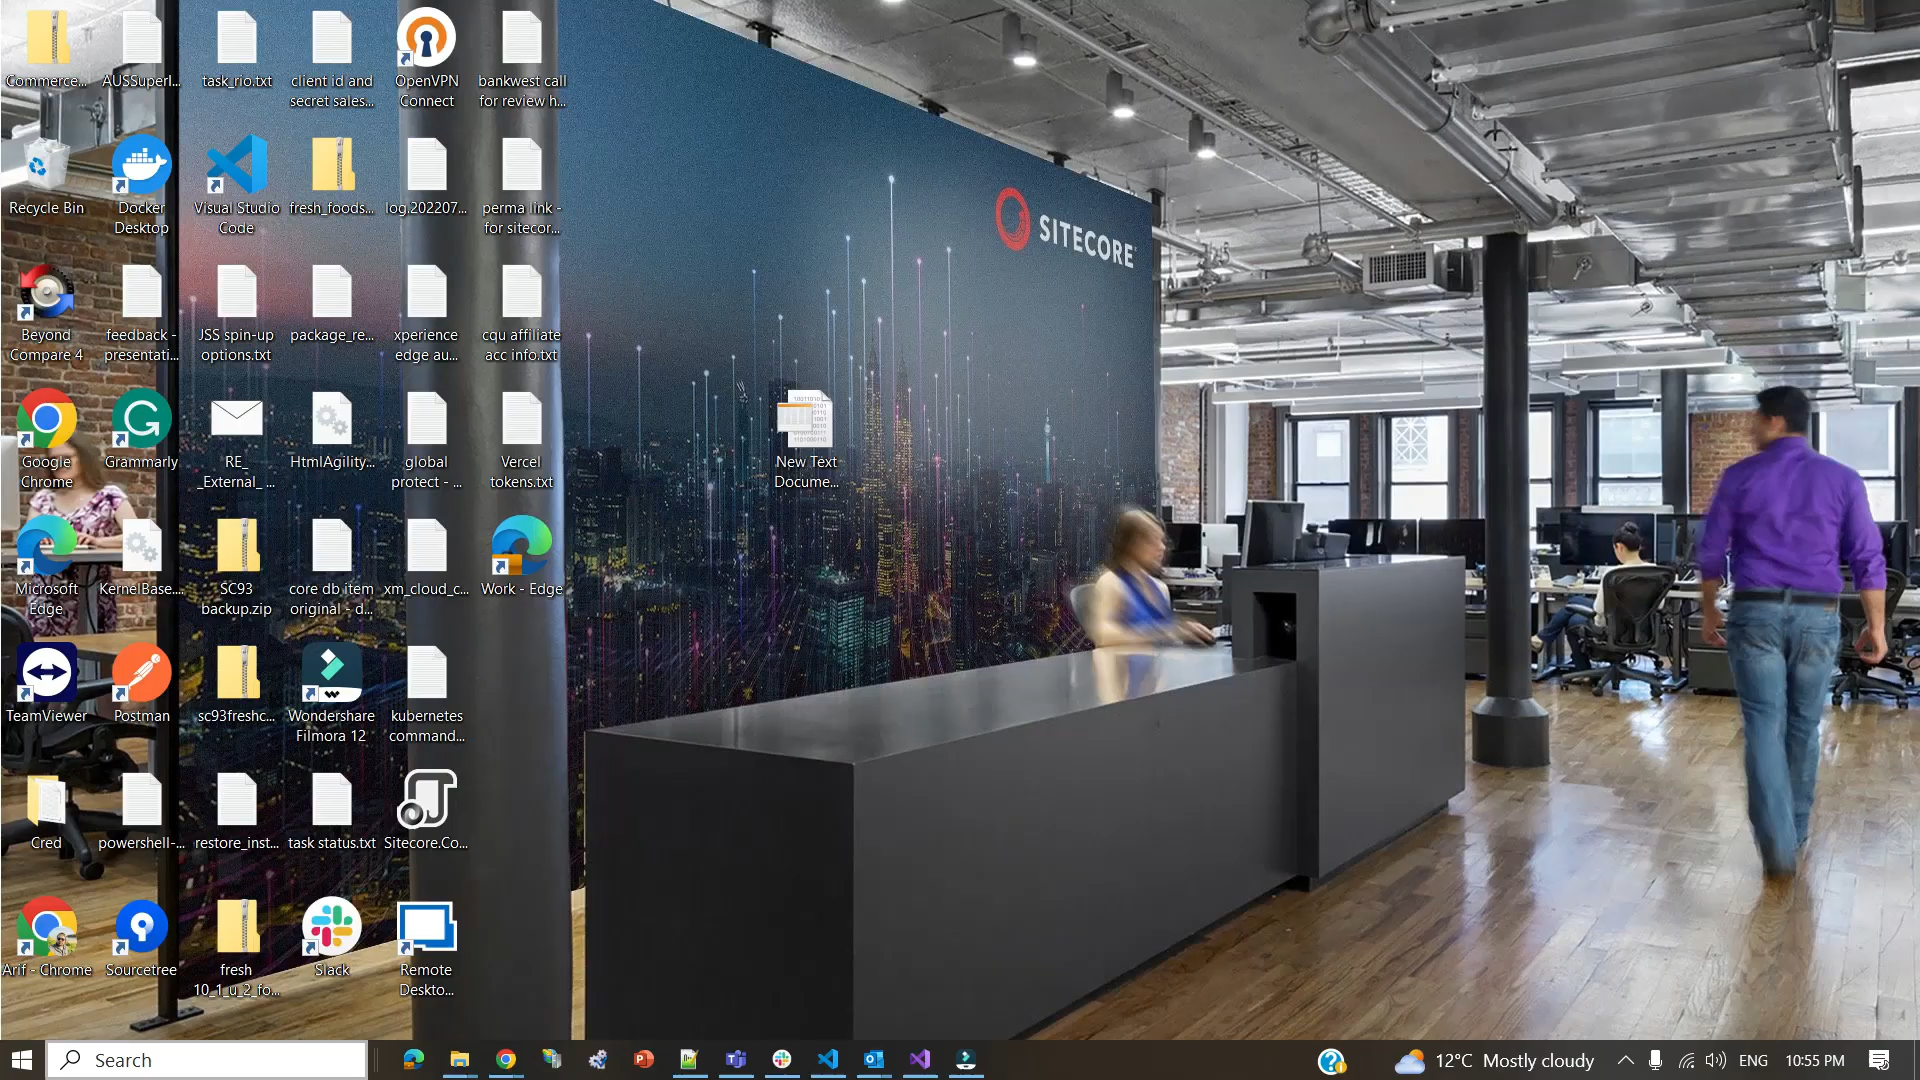 Commerce...
AUSSuperI...
task_rio.txt
client id and
secret sales...
OpenVPN
Connect
bankwest call
for review h...
Recycle Bin
Docker
Desktop
Visual Studio
Code
fresh_foods...
log.202207...
perma link -
for sitecor...
SITECORE
Beyond
Compare 4
feedback -
presentati...
JSS spin-up
options.txt
package_re...
xperience
edge au...
cqu affiliate
acc info.txt
Google
Chrome
Grammarly
RE_
_External_ ...
HtmlAgility...
global
protect - ...
Vercel
tokens.txt
New Text
Docume...
Microsoft
Edge
KernelBase....
SC93
backup.zip
core db item
original - d...
xm_cloud_c...
Work - Edge
TeamViewer
Postman
sc93freshc...
Wondershare
Filmora 12
kubernetes
command...
Cred
powershell-...
restore_inst...
task status.txt
Sitecore.Co...
Arif - Chrome
Sourcetree
fresh
10_1_u_2_fo...
Slack
Remote
Deskto...
Search
12°C Mostly cloudy
ENG
10:55 PM